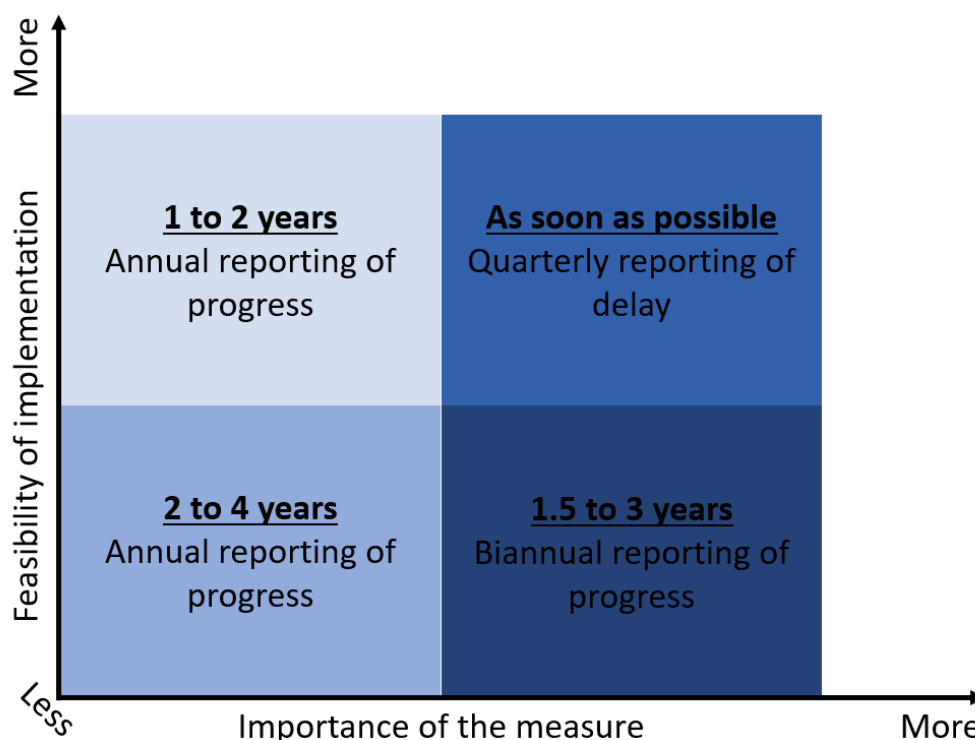 More
Feasibility of implementation
1 to 2 years
Annual reporting of
progress
As soon as possible
Quarterly reporting of
delay
2 to 4 years
Annual reporting of
progress
1.5 to 3 years
Biannual reporting of
progress
Less
Importance of the measure
More